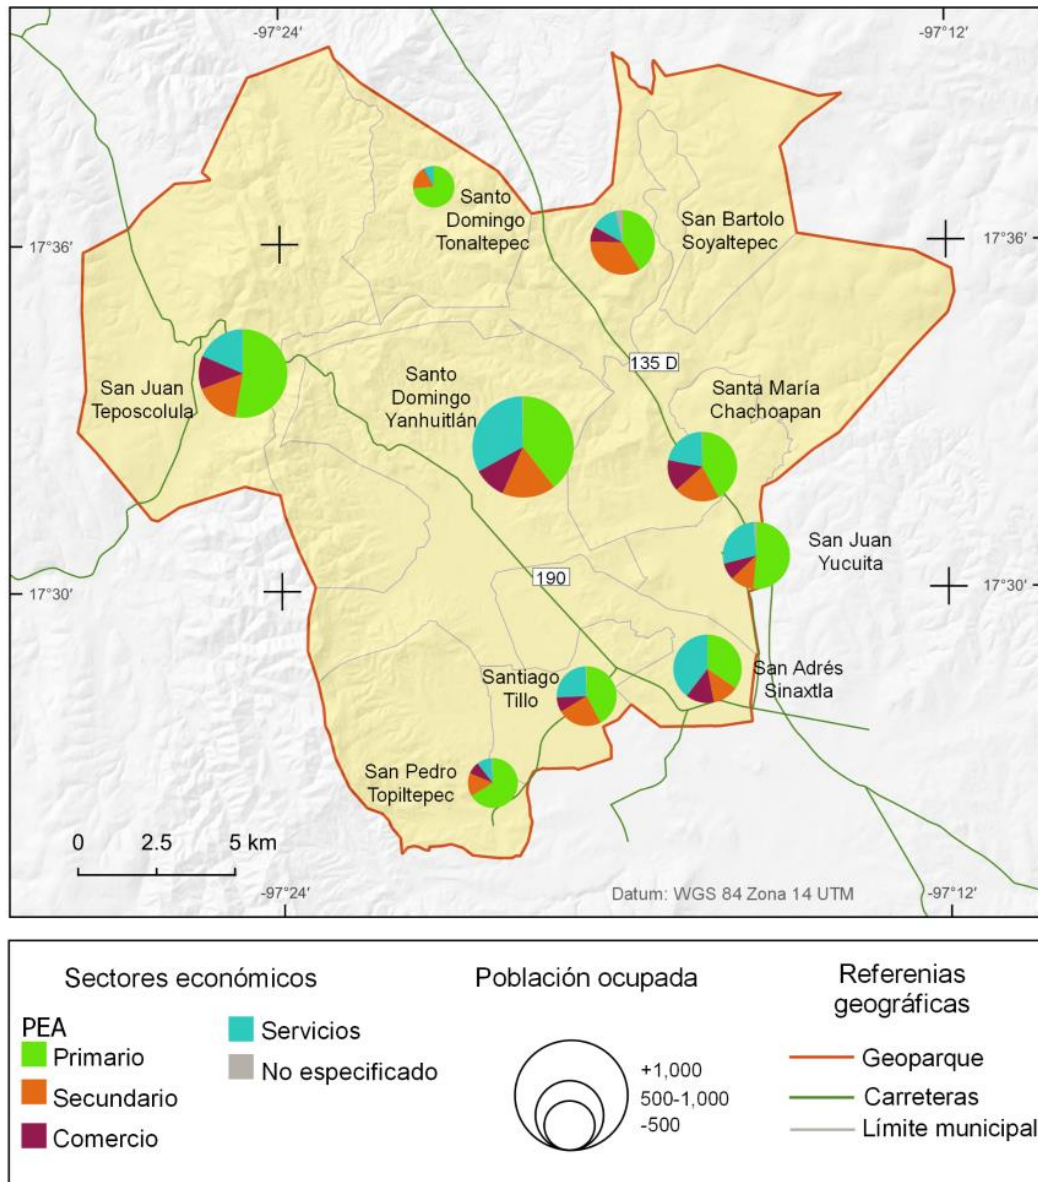 -97°24′
-97°12′
Santo
Domingo
Tonaltepec
San Bartolo
Soyaltepec
17°36′
17°36′
135 D
San Juan
Teposcolula
Santo
Domingo
Yanhuitlán
Santa María
Chachoapan
San Juan
Yucuita
17°30′
17°30′
190
Santiago
Tillo
San Adrés
Sinaxtla
San Pedro
Topiltepec
0 2.5 5 km
-97°24′
Datum: WGS 84 Zona 14 UTM
-97°12′
Sectores económicos
PEA
Primario
Secundario
Comercio
Servicios
No especificado
Población ocupada
+1,000
500-1,000
-500
Referenias
geográficas
Geoparque
Carreteras
Límite municipal